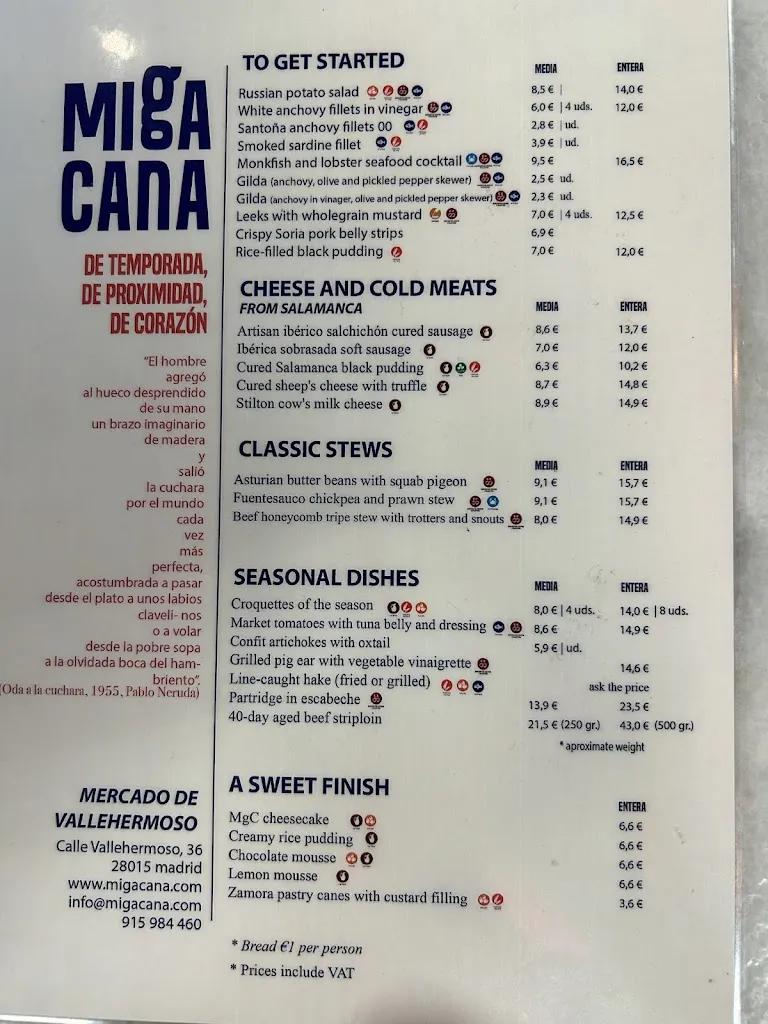 MIgA
CANA
DE TEMPORADA,
DE PROXIMIDAD,
DE CORAZÓN
"El hombre
agregó
al hueco desprendido
de su mano
un brazo imaginario
de madera
y
salió
la cuchara
por el mundo
cada
vez
más
perfecta,
acostumbrada a pasar
desde el plato a unos labios
claveli- nos
o a volar
desde la pobre sopa
a la olvidada boca del ham-
briento".
(Oda a la cuchara, 1955, Pablo Neruda)
MERCADO DE
VALLEHERMOSO
Calle Vallehermoso, 36
28015 madrid
www.migacana.com
info@migacana.com
915 984 460
TO GET STARTED MEDIA ENTERA
Russian potato salad 8,5 € | 14,0 €
White anchovy fillets in vinegar 6,0 € | 4 uds. 12,0 €
Santoña anchovy fillets 00 2,8 € | ud.
Smoked sardine fillet 3,9 € | ud.
Monkfish and lobster seafood cocktail 9,5 € 16,5 €
Gilda (anchovy, olive and pickled pepper skewer) 2,5 € ud.
Gilda (anchovy in vinager, olive and pickled pepper skewer) 2,3 € ud.
Leeks with wholegrain mustard 7,0 € | 4 uds. 12,5 €
Crispy Soria pork belly strips 6,9 €
Rice-filled black pudding 7,0 € 12,0 €
CHEESE AND COLD MEATS
FROM SALAMANCA MEDIA ENTERA
Artisan ibérico salchichón cured sausage 8,6 € 13,7 €
Ibérica sobrasada soft sausage 7,0 € 12,0 €
Cured Salamanca black pudding 6,3 € 10,2 €
Cured sheep's cheese with truffle 8,7 € 14,8 €
Stilton cow's milk cheese 8,9 € 14,9 €
CLASSIC STEWS MEDIA ENTERA
Asturian butter beans with squab pigeon 9,1 € 15,7 €
Fuentesauco chickpea and prawn stew 9,1 € 15,7 €
Beef honeycomb tripe stew with trotters and snouts 8,0 € 14,9 €
SEASONAL DISHES MEDIA ENTERA
Croquettes of the season 8,0 € | 4 uds. 14,0 € | 8 uds.
Market tomatoes with tuna belly and dressing 8,6 € 14,9 €
Confit artichokes with oxtail 5,9 € | ud.
Grilled pig ear with vegetable vinaigrette 14,6 €
Line-caught hake (fried or grilled) ask the price
Partridge in escabeche 13,9 € 23,5 €
40-day aged beef striploin 21,5 € (250 gr.) 43,0 € (500 gr.)
* aproximate weight
A SWEET FINISH ENTERA
MgC cheesecake 6,6 €
Creamy rice pudding 6,6 €
Chocolate mousse 6,6 €
Lemon mousse 6,6 €
Zamora pastry canes with custard filling 3,6 €
* Bread €1 per person
* Prices include VAT